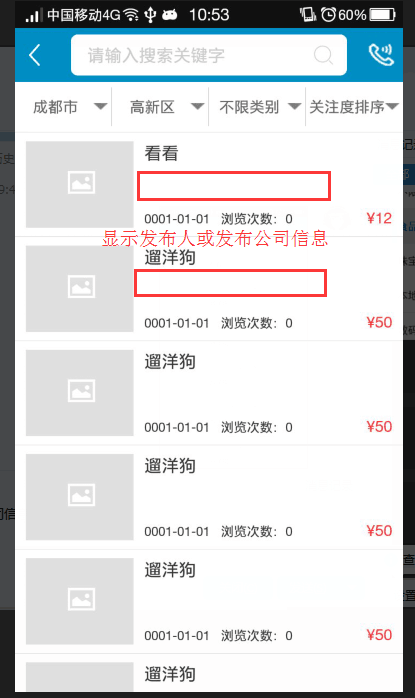 中国移动4G 10:53 60%
请输入搜索关键字
成都市 高新区 不限类别 关注度排序
看看
0001-01-01 浏览次数：0 ¥12
显示发布人或发布公司信息
遛洋狗
0001-01-01 浏览次数：0 ¥50
遛洋狗
0001-01-01 浏览次数：0 ¥50
遛洋狗
0001-01-01 浏览次数：0 ¥50
遛洋狗
0001-01-01 浏览次数：0 ¥50
遛洋狗